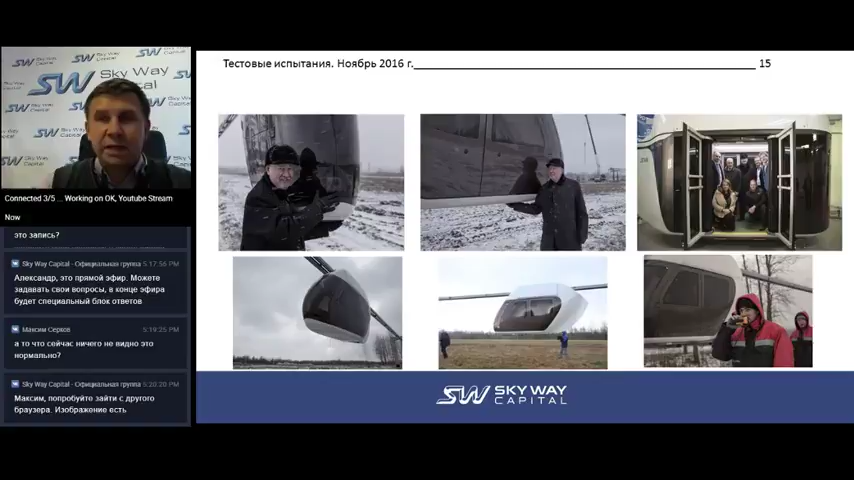 Sky Way
Capital
Connected 3/5 ... Working on OK, Youtube Stream
Now
это запись?
Sky Way Capital - Официальная группа 5:17:56 PM
Александр, это прямой эфир. Можете
задавать свои вопросы, в конце эфира
будет специальный блок ответов
Максим Серков 5:19:25 PM
а то что сейчас ничего не видно это
нормально?
Sky Way Capital - Официальная группа 5:20:20 PM
Максим, попробуйте зайти с другого
браузера. Изображение есть
Тестовые испытания. Ноябрь 2016 г. 15
SKY WAY
CAPITAL